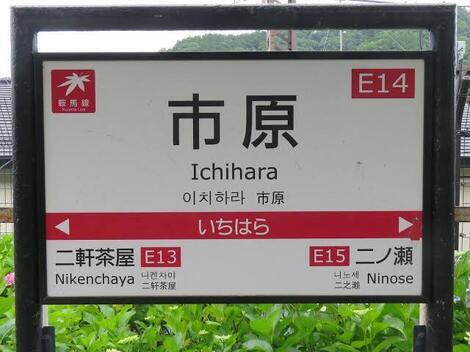 鞍馬線
Kurama Line
E14
市原
Ichihara
이치하라 市原
いちはら
二軒茶屋 E13
Nikenchaya
니켄차야
二軒茶屋
E15 二ノ瀬
Ninose
니노세
二之瀬